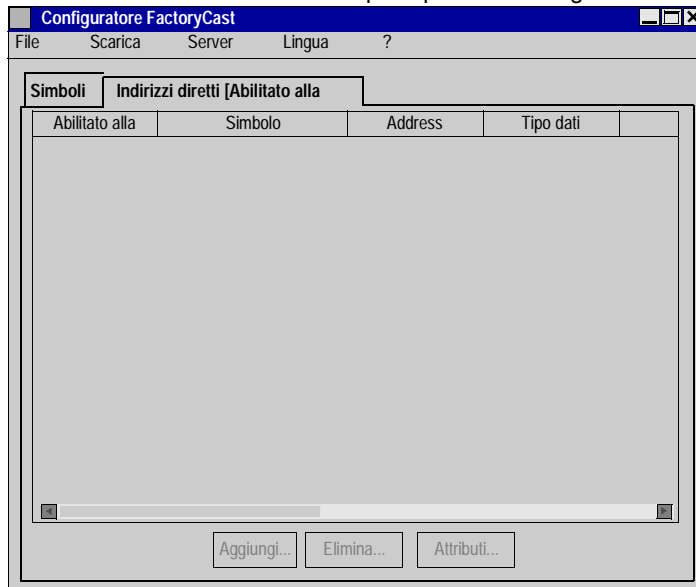 Configuratore FactoryCast
File Scarica Server Lingua ?
Simboli Indirizzi diretti [Abilitato alla
Abilitato alla Simbolo Address Tipo dati
Aggiungi... Elimina... Attributi...